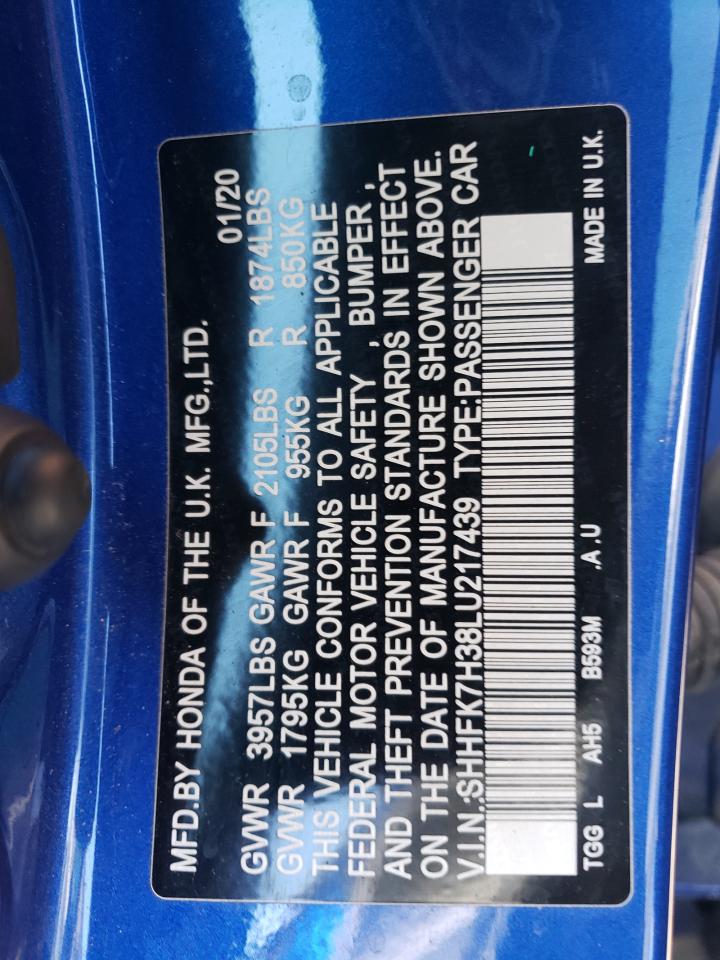 MFD.BY HONDA OF THE U.K. MFG.,LTD. 01/20
GVWR 3957LBS GAWR F 2105LBS R 1874LBS
GVWR 1795KG GAWR F 955KG R 850KG
THIS VEHICLE CONFORMS TO ALL APPLICABLE
FEDERAL MOTOR VEHICLE SAFETY , BUMPER ,
AND THEFT PREVENTION STANDARDS IN EFFECT
ON THE DATE OF MANUFACTURE SHOWN ABOVE.
V.I.N.:SHHFK7H38LU217439 TYPE:PASSENGER CAR
TGG L AH5 B593M .A .U MADE IN U.K.